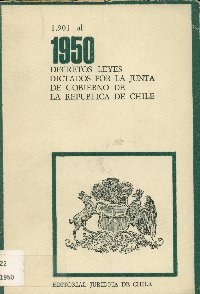 1.901 al
1950
DECRETOS LEYES
DICTADOS POR LA JUNTA
DE GOBIERNO DE
LA REPUBLICA DE CHILE
22
1950
EDITORIAL JURIDICA DE CHILE